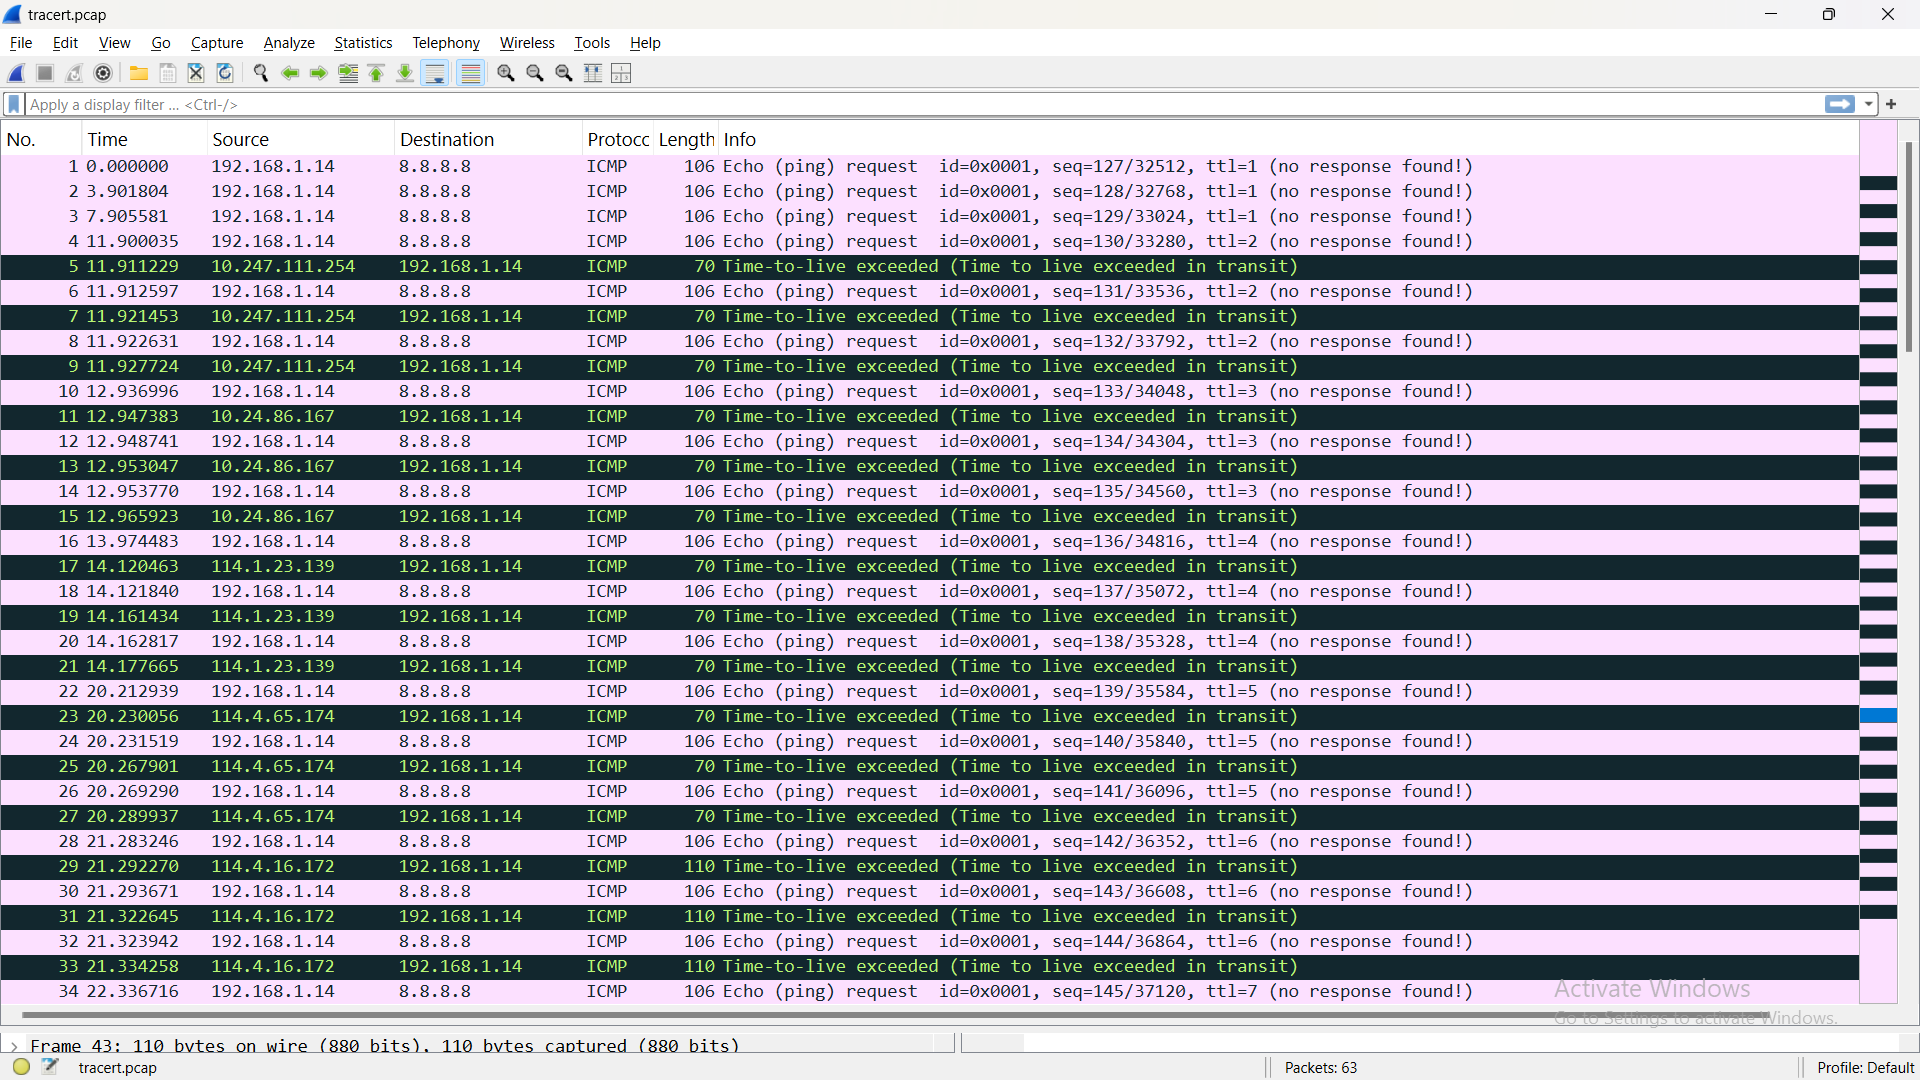 tracert.pcap
File Edit View Go Capture Analyze Statistics Telephony Wireless Tools Help
Apply a display filter ... <Ctrl-/>
No. Time Source Destination Protocc Length Info
1 0.000000 192.168.1.14 8.8.8.8 ICMP 106 Echo (ping) request id=0x0001, seq=127/32512, ttl=1 (no response found!)
2 3.901804 192.168.1.14 8.8.8.8 ICMP 106 Echo (ping) request id=0x0001, seq=128/32768, ttl=1 (no response found!)
3 7.905581 192.168.1.14 8.8.8.8 ICMP 106 Echo (ping) request id=0x0001, seq=129/33024, ttl=1 (no response found!)
4 11.900035 192.168.1.14 8.8.8.8 ICMP 106 Echo (ping) request id=0x0001, seq=130/33280, ttl=2 (no response found!)
5 11.911229 10.247.111.254 192.168.1.14 ICMP 70 Time-to-live exceeded (Time to live exceeded in transit)
6 11.912597 192.168.1.14 8.8.8.8 ICMP 106 Echo (ping) request id=0x0001, seq=131/33536, ttl=2 (no response found!)
7 11.921453 10.247.111.254 192.168.1.14 ICMP 70 Time-to-live exceeded (Time to live exceeded in transit)
8 11.922631 192.168.1.14 8.8.8.8 ICMP 106 Echo (ping) request id=0x0001, seq=132/33792, ttl=2 (no response found!)
9 11.927724 10.247.111.254 192.168.1.14 ICMP 70 Time-to-live exceeded (Time to live exceeded in transit)
10 12.936996 192.168.1.14 8.8.8.8 ICMP 106 Echo (ping) request id=0x0001, seq=133/34048, ttl=3 (no response found!)
11 12.947383 10.24.86.167 192.168.1.14 ICMP 70 Time-to-live exceeded (Time to live exceeded in transit)
12 12.948741 192.168.1.14 8.8.8.8 ICMP 106 Echo (ping) request id=0x0001, seq=134/34304, ttl=3 (no response found!)
13 12.953047 10.24.86.167 192.168.1.14 ICMP 70 Time-to-live exceeded (Time to live exceeded in transit)
14 12.953770 192.168.1.14 8.8.8.8 ICMP 106 Echo (ping) request id=0x0001, seq=135/34560, ttl=3 (no response found!)
15 12.965923 10.24.86.167 192.168.1.14 ICMP 70 Time-to-live exceeded (Time to live exceeded in transit)
16 13.974483 192.168.1.14 8.8.8.8 ICMP 106 Echo (ping) request id=0x0001, seq=136/34816, ttl=4 (no response found!)
17 14.120463 114.1.23.139 192.168.1.14 ICMP 70 Time-to-live exceeded (Time to live exceeded in transit)
18 14.121840 192.168.1.14 8.8.8.8 ICMP 106 Echo (ping) request id=0x0001, seq=137/35072, ttl=4 (no response found!)
19 14.161434 114.1.23.139 192.168.1.14 ICMP 70 Time-to-live exceeded (Time to live exceeded in transit)
20 14.162817 192.168.1.14 8.8.8.8 ICMP 106 Echo (ping) request id=0x0001, seq=138/35328, ttl=4 (no response found!)
21 14.177665 114.1.23.139 192.168.1.14 ICMP 70 Time-to-live exceeded (Time to live exceeded in transit)
22 20.212939 192.168.1.14 8.8.8.8 ICMP 106 Echo (ping) request id=0x0001, seq=139/35584, ttl=5 (no response found!)
23 20.230056 114.4.65.174 192.168.1.14 ICMP 70 Time-to-live exceeded (Time to live exceeded in transit)
24 20.231519 192.168.1.14 8.8.8.8 ICMP 106 Echo (ping) request id=0x0001, seq=140/35840, ttl=5 (no response found!)
25 20.267901 114.4.65.174 192.168.1.14 ICMP 70 Time-to-live exceeded (Time to live exceeded in transit)
26 20.269290 192.168.1.14 8.8.8.8 ICMP 106 Echo (ping) request id=0x0001, seq=141/36096, ttl=5 (no response found!)
27 20.289937 114.4.65.174 192.168.1.14 ICMP 70 Time-to-live exceeded (Time to live exceeded in transit)
28 21.283246 192.168.1.14 8.8.8.8 ICMP 106 Echo (ping) request id=0x0001, seq=142/36352, ttl=6 (no response found!)
29 21.292270 114.4.16.172 192.168.1.14 ICMP 110 Time-to-live exceeded (Time to live exceeded in transit)
30 21.293671 192.168.1.14 8.8.8.8 ICMP 106 Echo (ping) request id=0x0001, seq=143/36608, ttl=6 (no response found!)
31 21.322645 114.4.16.172 192.168.1.14 ICMP 110 Time-to-live exceeded (Time to live exceeded in transit)
32 21.323942 192.168.1.14 8.8.8.8 ICMP 106 Echo (ping) request id=0x0001, seq=144/36864, ttl=6 (no response found!)
33 21.334258 114.4.16.172 192.168.1.14 ICMP 110 Time-to-live exceeded (Time to live exceeded in transit)
34 22.336716 192.168.1.14 8.8.8.8 ICMP 106 Echo (ping) request id=0x0001, seq=145/37120, ttl=7 (no response found!)
Activate Windows
Go to Settings to activate Windows.
Frame 43: 110 bytes on wire (880 bits), 110 bytes captured (880 bits)
tracert.pcap Packets: 63 Profile: Default